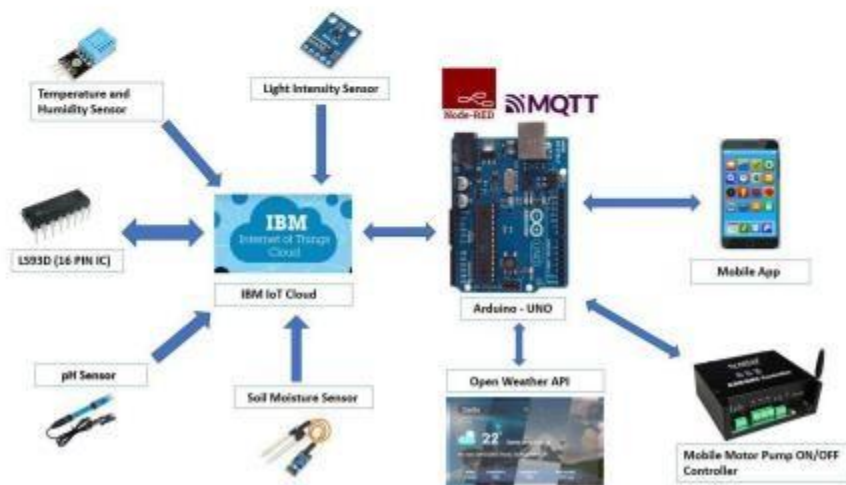 Temperature and
Humidity Sensor
Light Intensity Sensor
Node-RED
MQTT
IBM
Internet of Things
Cloud
LS93D (16 PIN IC)
IBM IoT Cloud
Arduino - UNO
Mobile App
pH Sensor
Soil Moisture Sensor
Open Weather API
22°
Mobile Motor Pump ON/OFF
Controller